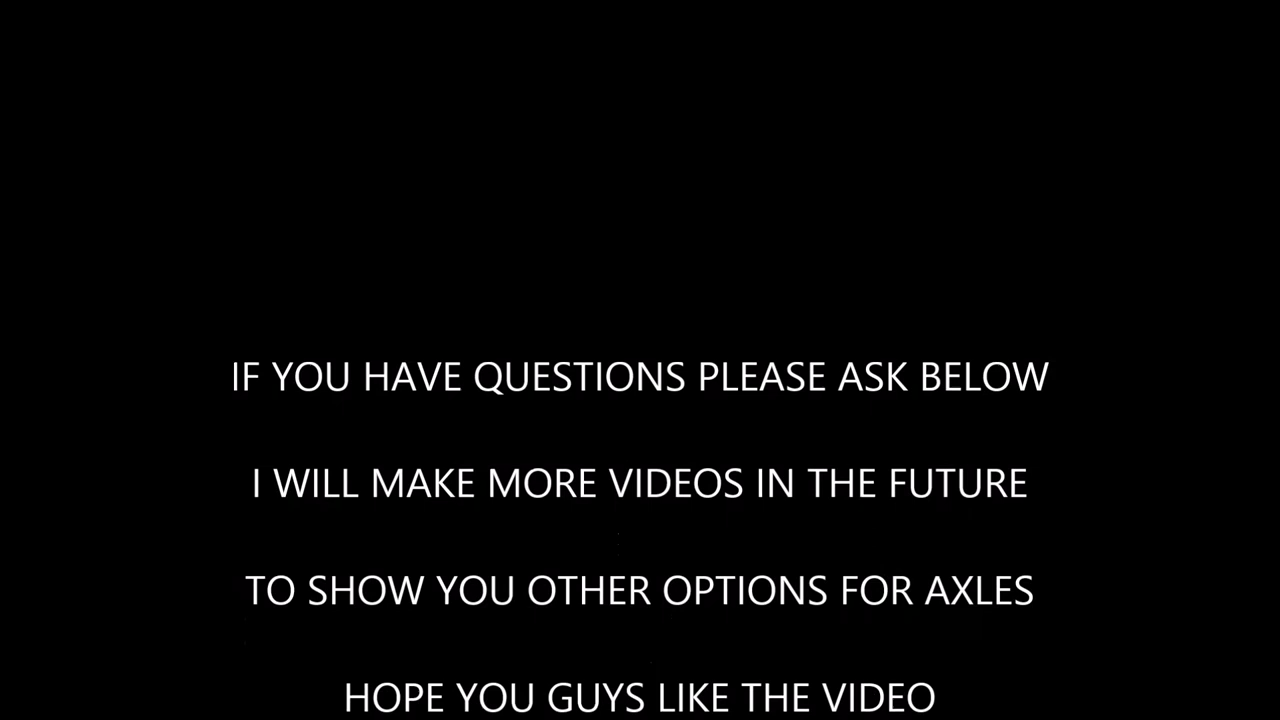 IF YOU HAVE QUESTIONS PLEASE ASK BELOW
I WILL MAKE MORE VIDEOS IN THE FUTURE
TO SHOW YOU OTHER OPTIONS FOR AXLES
HOPE YOU GUYS LIKE THE VIDEO